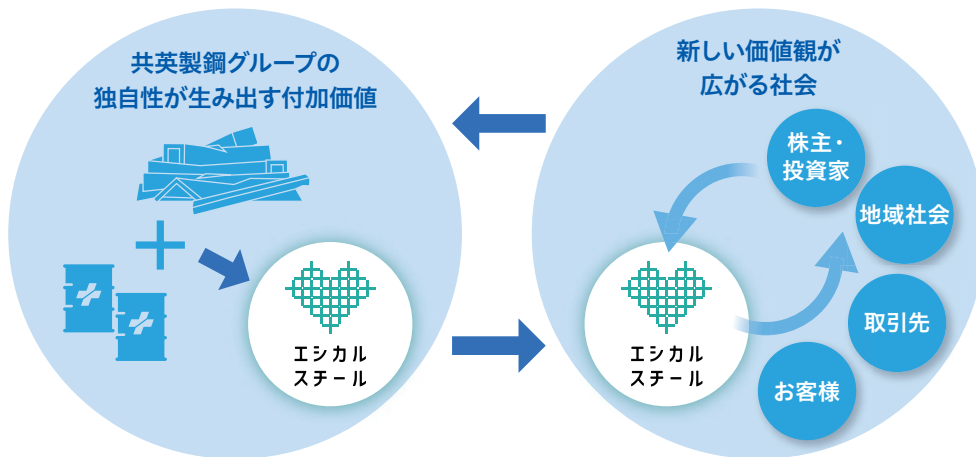 共英製鋼グループの
独自性が生み出す付加価値
エシカル
スチール
新しい価値観が
広がる社会
株主・
投資家
地域社会
取引先
お客様
エシカル
スチール